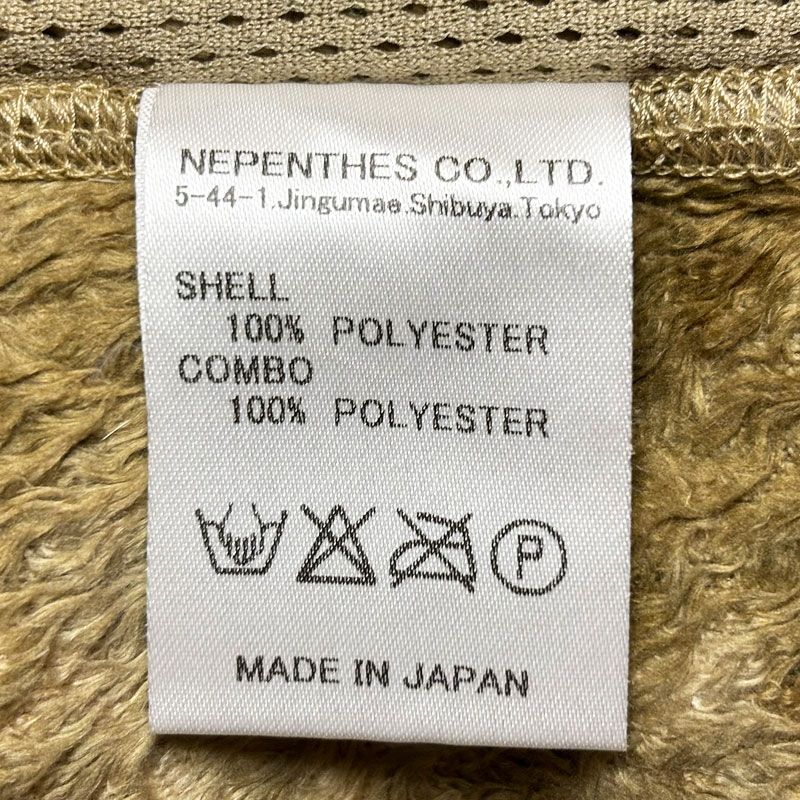 NEPENTHES CO.,LTD.
5-44-1.Jingumae.Shibuya.Tokyo
SHELL
100% POLYESTER
COMBO
100% POLYESTER
P
MADE IN JAPAN